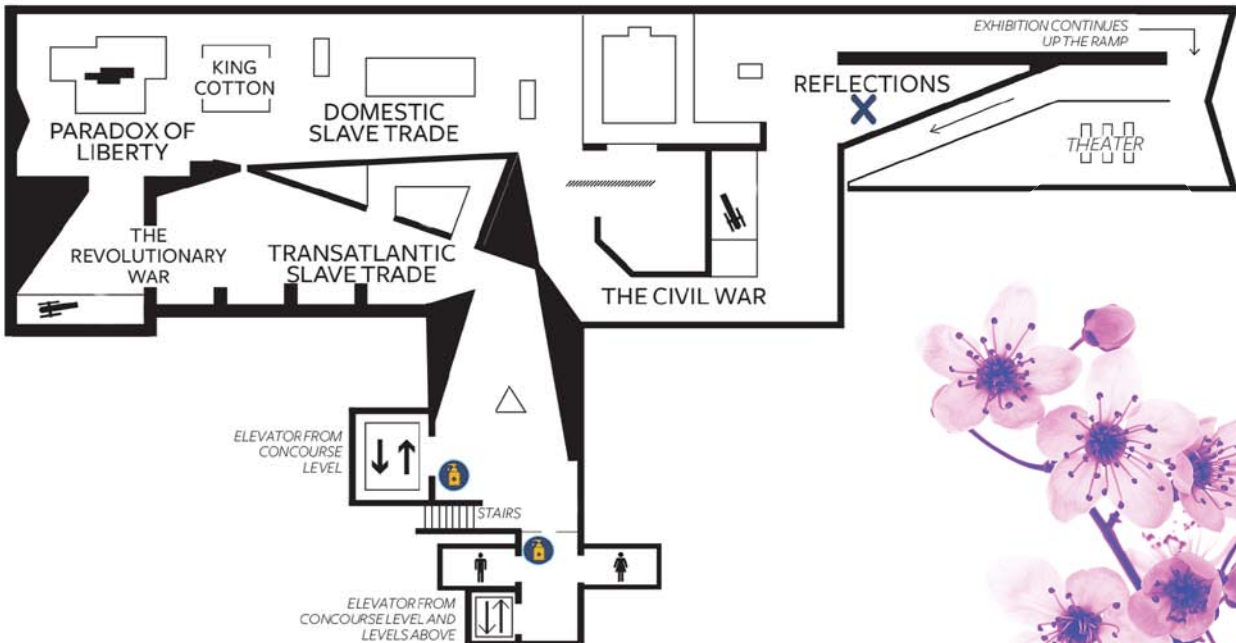 EXHIBITION CONTINUES
UP THE RAMP
KING
COTTON
REFLECTIONS
DOMESTIC
SLAVE TRADE
PARADOX OF
LIBERTY
THEATER
THE
REVOLUTIONARY
WAR
TRANSATLANTIC
SLAVE TRADE
THE CIVIL WAR
ELEVATOR FROM
CONCOURSE
LEVEL
STAIRS
ELEVATOR FROM
CONCOURSE LEVEL AND
LEVELS ABOVE